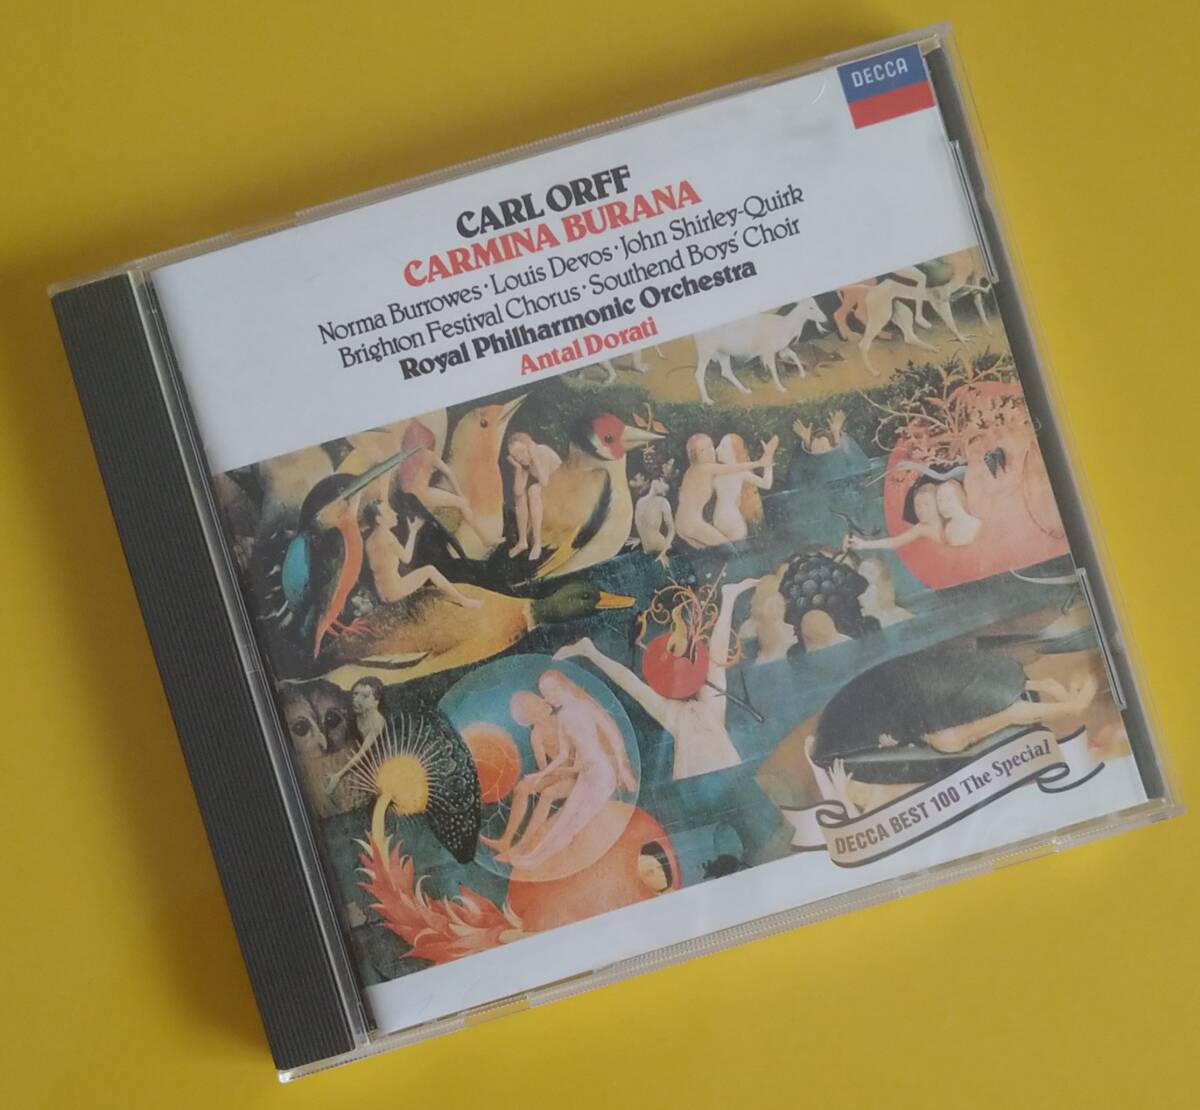 DECCA
CARL ORFF
CARMINA BURANA
Norma Burrowes · Louis Devos · John Shirley-Quirk
Brighton Festival Chorus · Southend Boys' Choir
Royal Philharmonic Orchestra
Antal Dorati
DECCA BEST 100 The Special